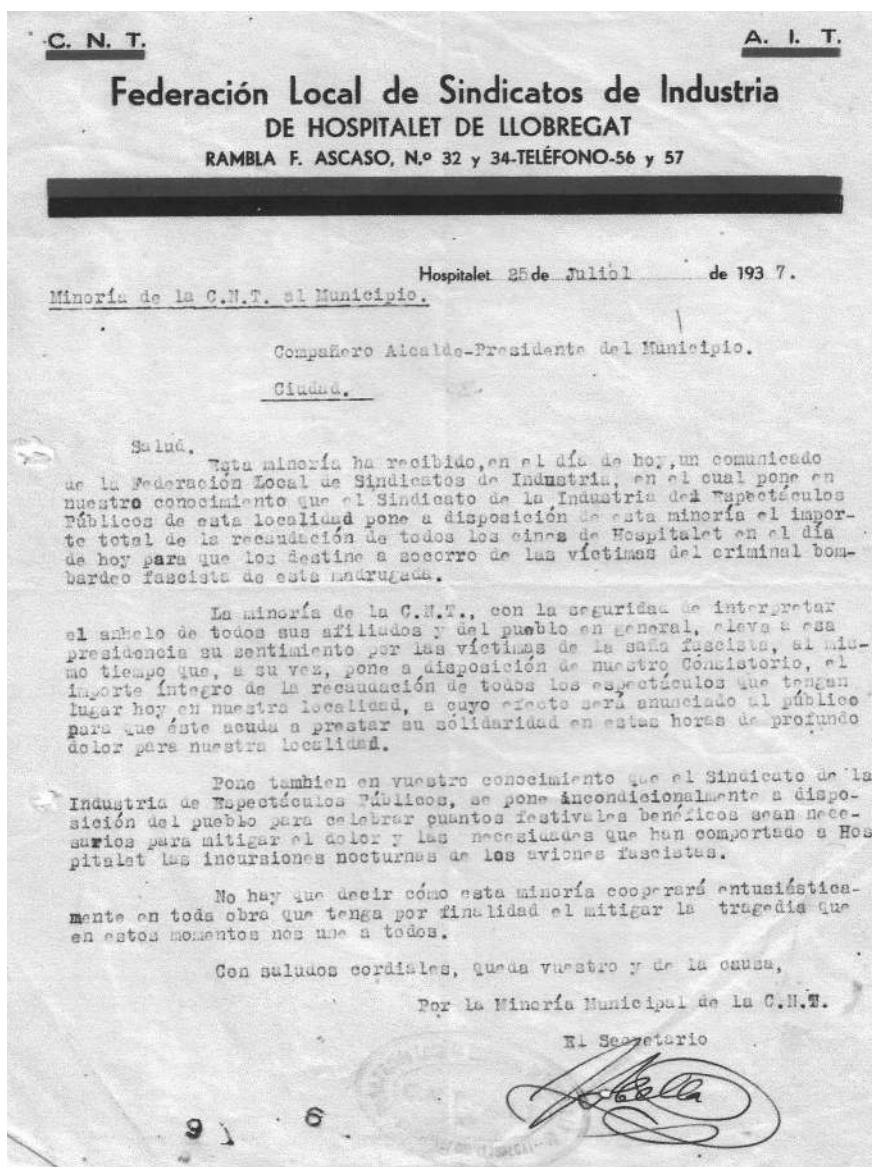 C. N. T.
A. I. T.
Federación Local de Sindicatos de Industria
DE HOSPITALET DE LLOBREGAT
RAMBLA F. ASCASO, N.º 32 y 34-TELÉFONO-56 y 57
Hospitalet 25 de Juliol de 1937.
Minoría de la C.N.T. al Municipio.
Compañero Alcalde-Presidente del Municipio.
Ciudad.
Salud.
Esta minoría ha recibido,en el día de hoy,un comunicado
de la Federación Local de Sindicatos de Industria, en el cual pone en
nuestro conocimiento que el Sindicato de la Industria del Espectáculos
Públicos de esta localidad pone a disposición de esta minoría el impor-
te total de la recaudación de todos los cines de Hospitalet en el día
de hoy para que los destine a socorro de las víctimas del criminal bom-
bardeo fascista de esta madrugada.
La minoría de la C.N.T., con la seguridad de interpretar
el anhelo de todos sus afiliados y del pueblo en general, eleva a esa
presidencia su sentimiento por las víctimas de la saña fascista, al mis-
mo tiempo que, a su vez, pone a disposición de nuestro Consistorio, el
importe íntegro de la recaudación de todos los espectáculos que tengan
lugar hoy en nuestra localidad, a cuyo efecto será anunciado al público
para que éste acuda a prestar su sólidaridad en estas horas de profundo
dolor para nuestra localidad.
Pone tambien en vuestro conocimiento que el Sindicato de la
Industria de Espectáculos Públicos, se pone incondicionalmente a dispo-
sición del pueblo para celebrar cuantos festivales benéficos sean nece-
sarios para mitigar el dolor y las necesidades que han comportado a Hos
pitalet las incursiones nocturnas de los aviones fascistas.
No hay que decir cómo esta minoría cooperará entusiástica-
mente en toda obra que tenga por finalidad el mitigar la tragedia que
en estos momentos nos une a todos.
Con saludos cordiales, queda vuestro y de la causa,
Por la Minoría Municipal de la C.N.T.
El Secretario
9 6